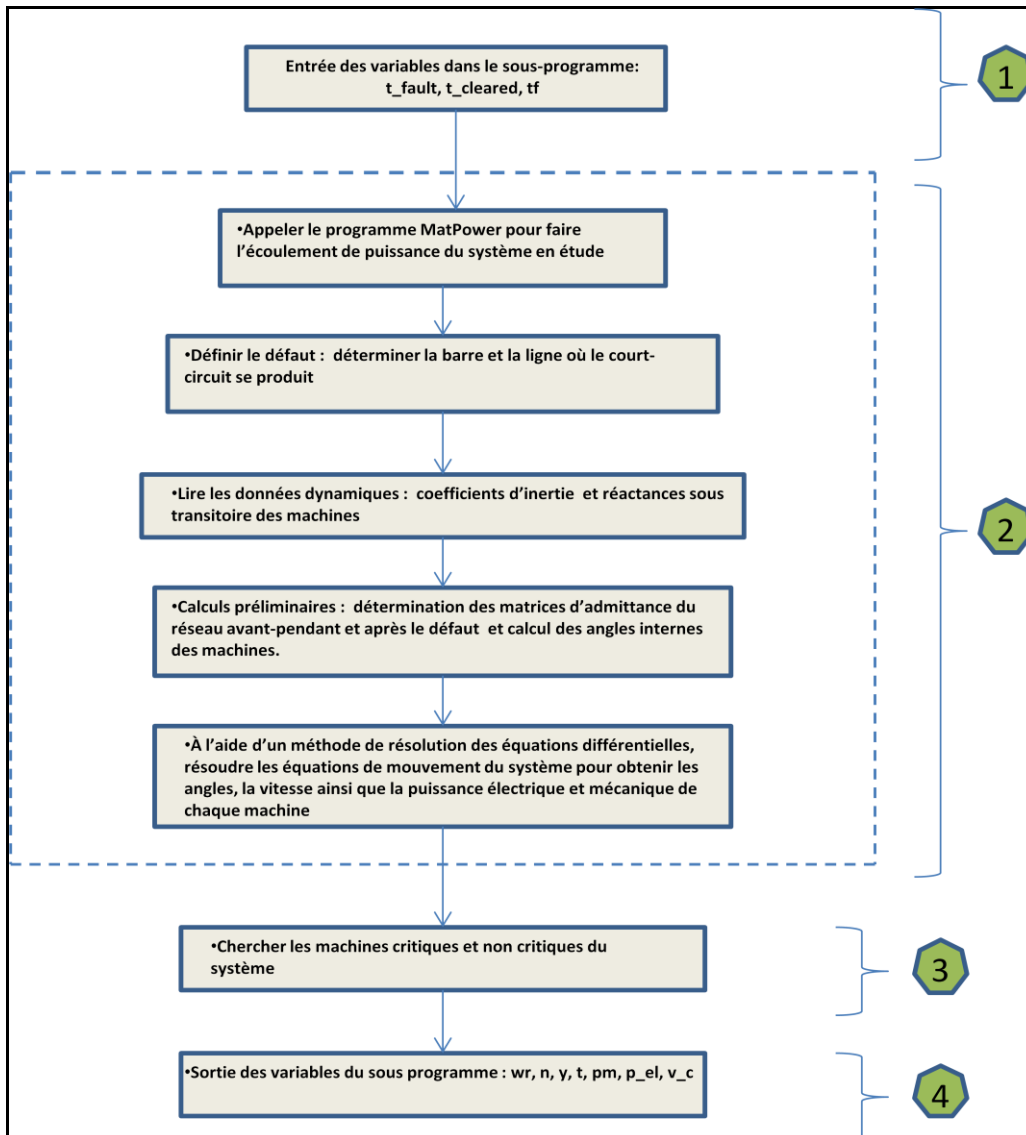 Entrée des variables dans le sous-programme:
t_fault, t_cleared, tf
1
•Appeler le programme MatPower pour faire
l'écoulement de puissance du système en étude
•Définir le défaut : déterminer la barre et la ligne où le court-
circuit se produit
•Lire les données dynamiques : coefficients d'inertie et réactances sous
transitoire des machines
2
•Calculs préliminaires : détermination des matrices d'admittance du
réseau avant-pendant et après le défaut et calcul des angles internes
des machines.
•À l'aide d'un méthode de résolution des équations différentielles,
résoudre les équations de mouvement du système pour obtenir les
angles, la vitesse ainsi que la puissance électrique et mécanique de
chaque machine
•Chercher les machines critiques et non critiques du
système
3
•Sortie des variables du sous programme : wr, n, y, t, pm, p_el, v_c
4